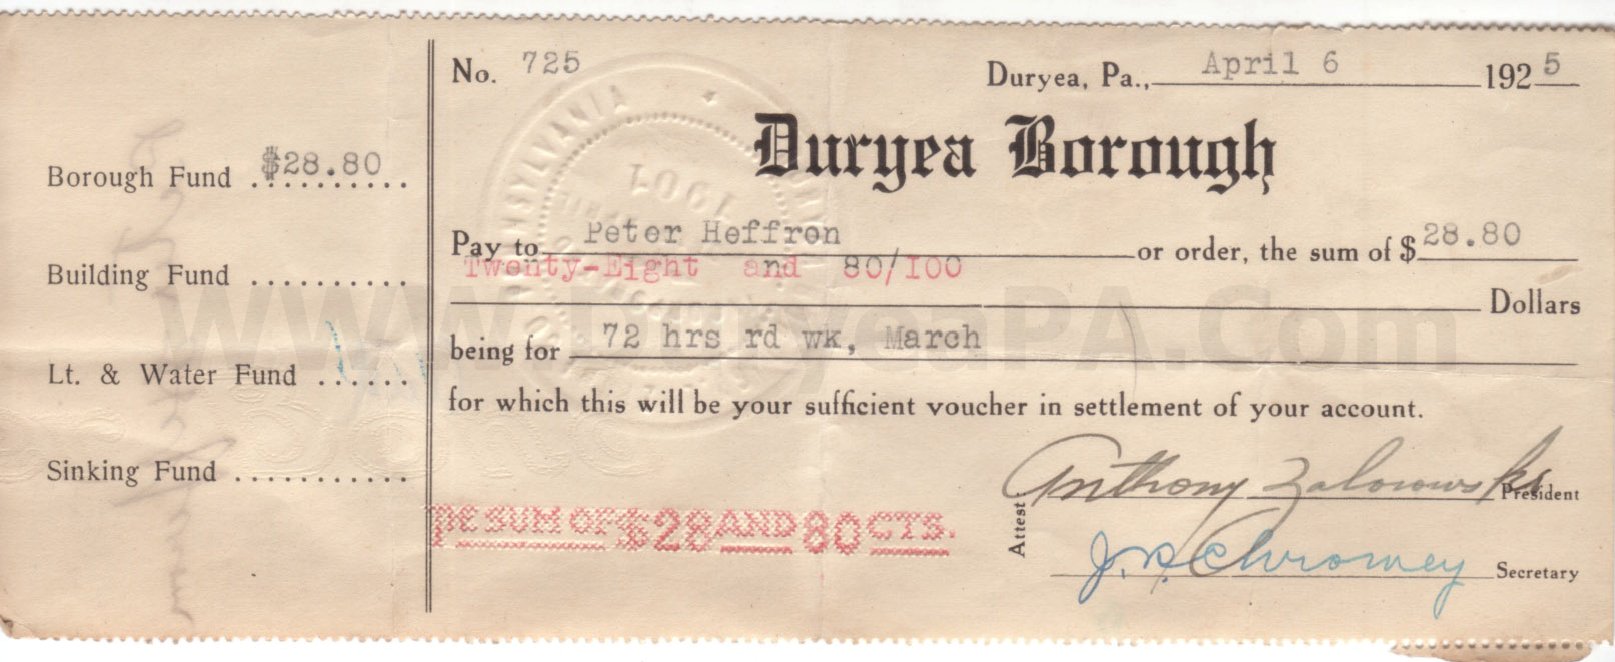 No. 725
Duryea, Pa., April 6 1925
Duryea Borough
Borough Fund $28.80
Building Fund
Lt. & Water Fund
Sinking Fund
Pay to Peter Heffron or order, the sum of $28.80
Twenty-Eight and 80/100
Dollars
being for 72 hrs rd wk, March
for which this will be your sufficient voucher in settlement of your account.
Anthony Zalonowski President
Attest:
J. A. Chromey Secretary
THE SUM OF $28 AND 80 CTS.
1901
PENNSYLVANIA
www.DuryeaPA.Com